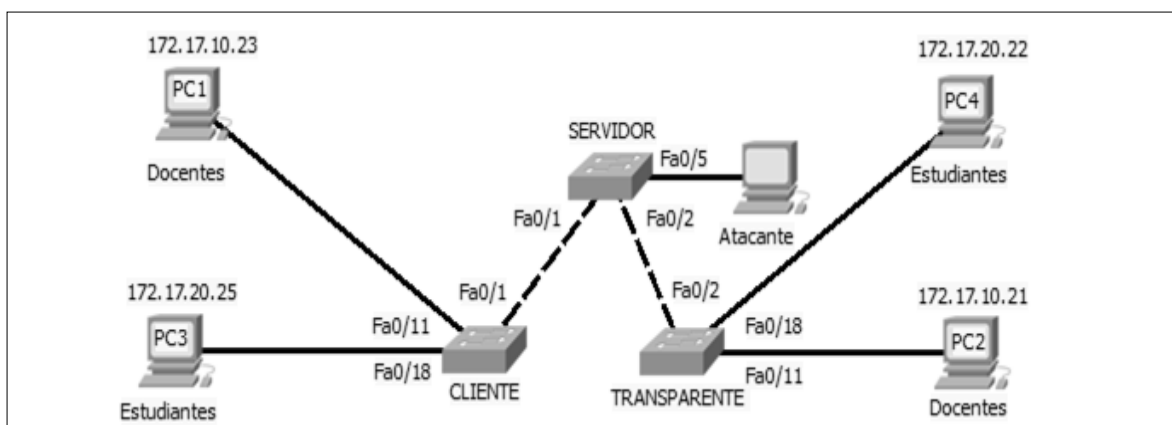 172.17.10.23
PC1
Docentes
172.17.20.22
PC4
Estudiantes
SERVIDOR
Fa0/5
Fa0/1
Fa0/2
Atacante
172.17.20.25
PC3
Estudiantes
Fa0/1
Fa0/11
Fa0/18
CLIENTE
Fa0/2
Fa0/18
Fa0/11
TRANSPARENTE
172.17.10.21
PC2
Docentes